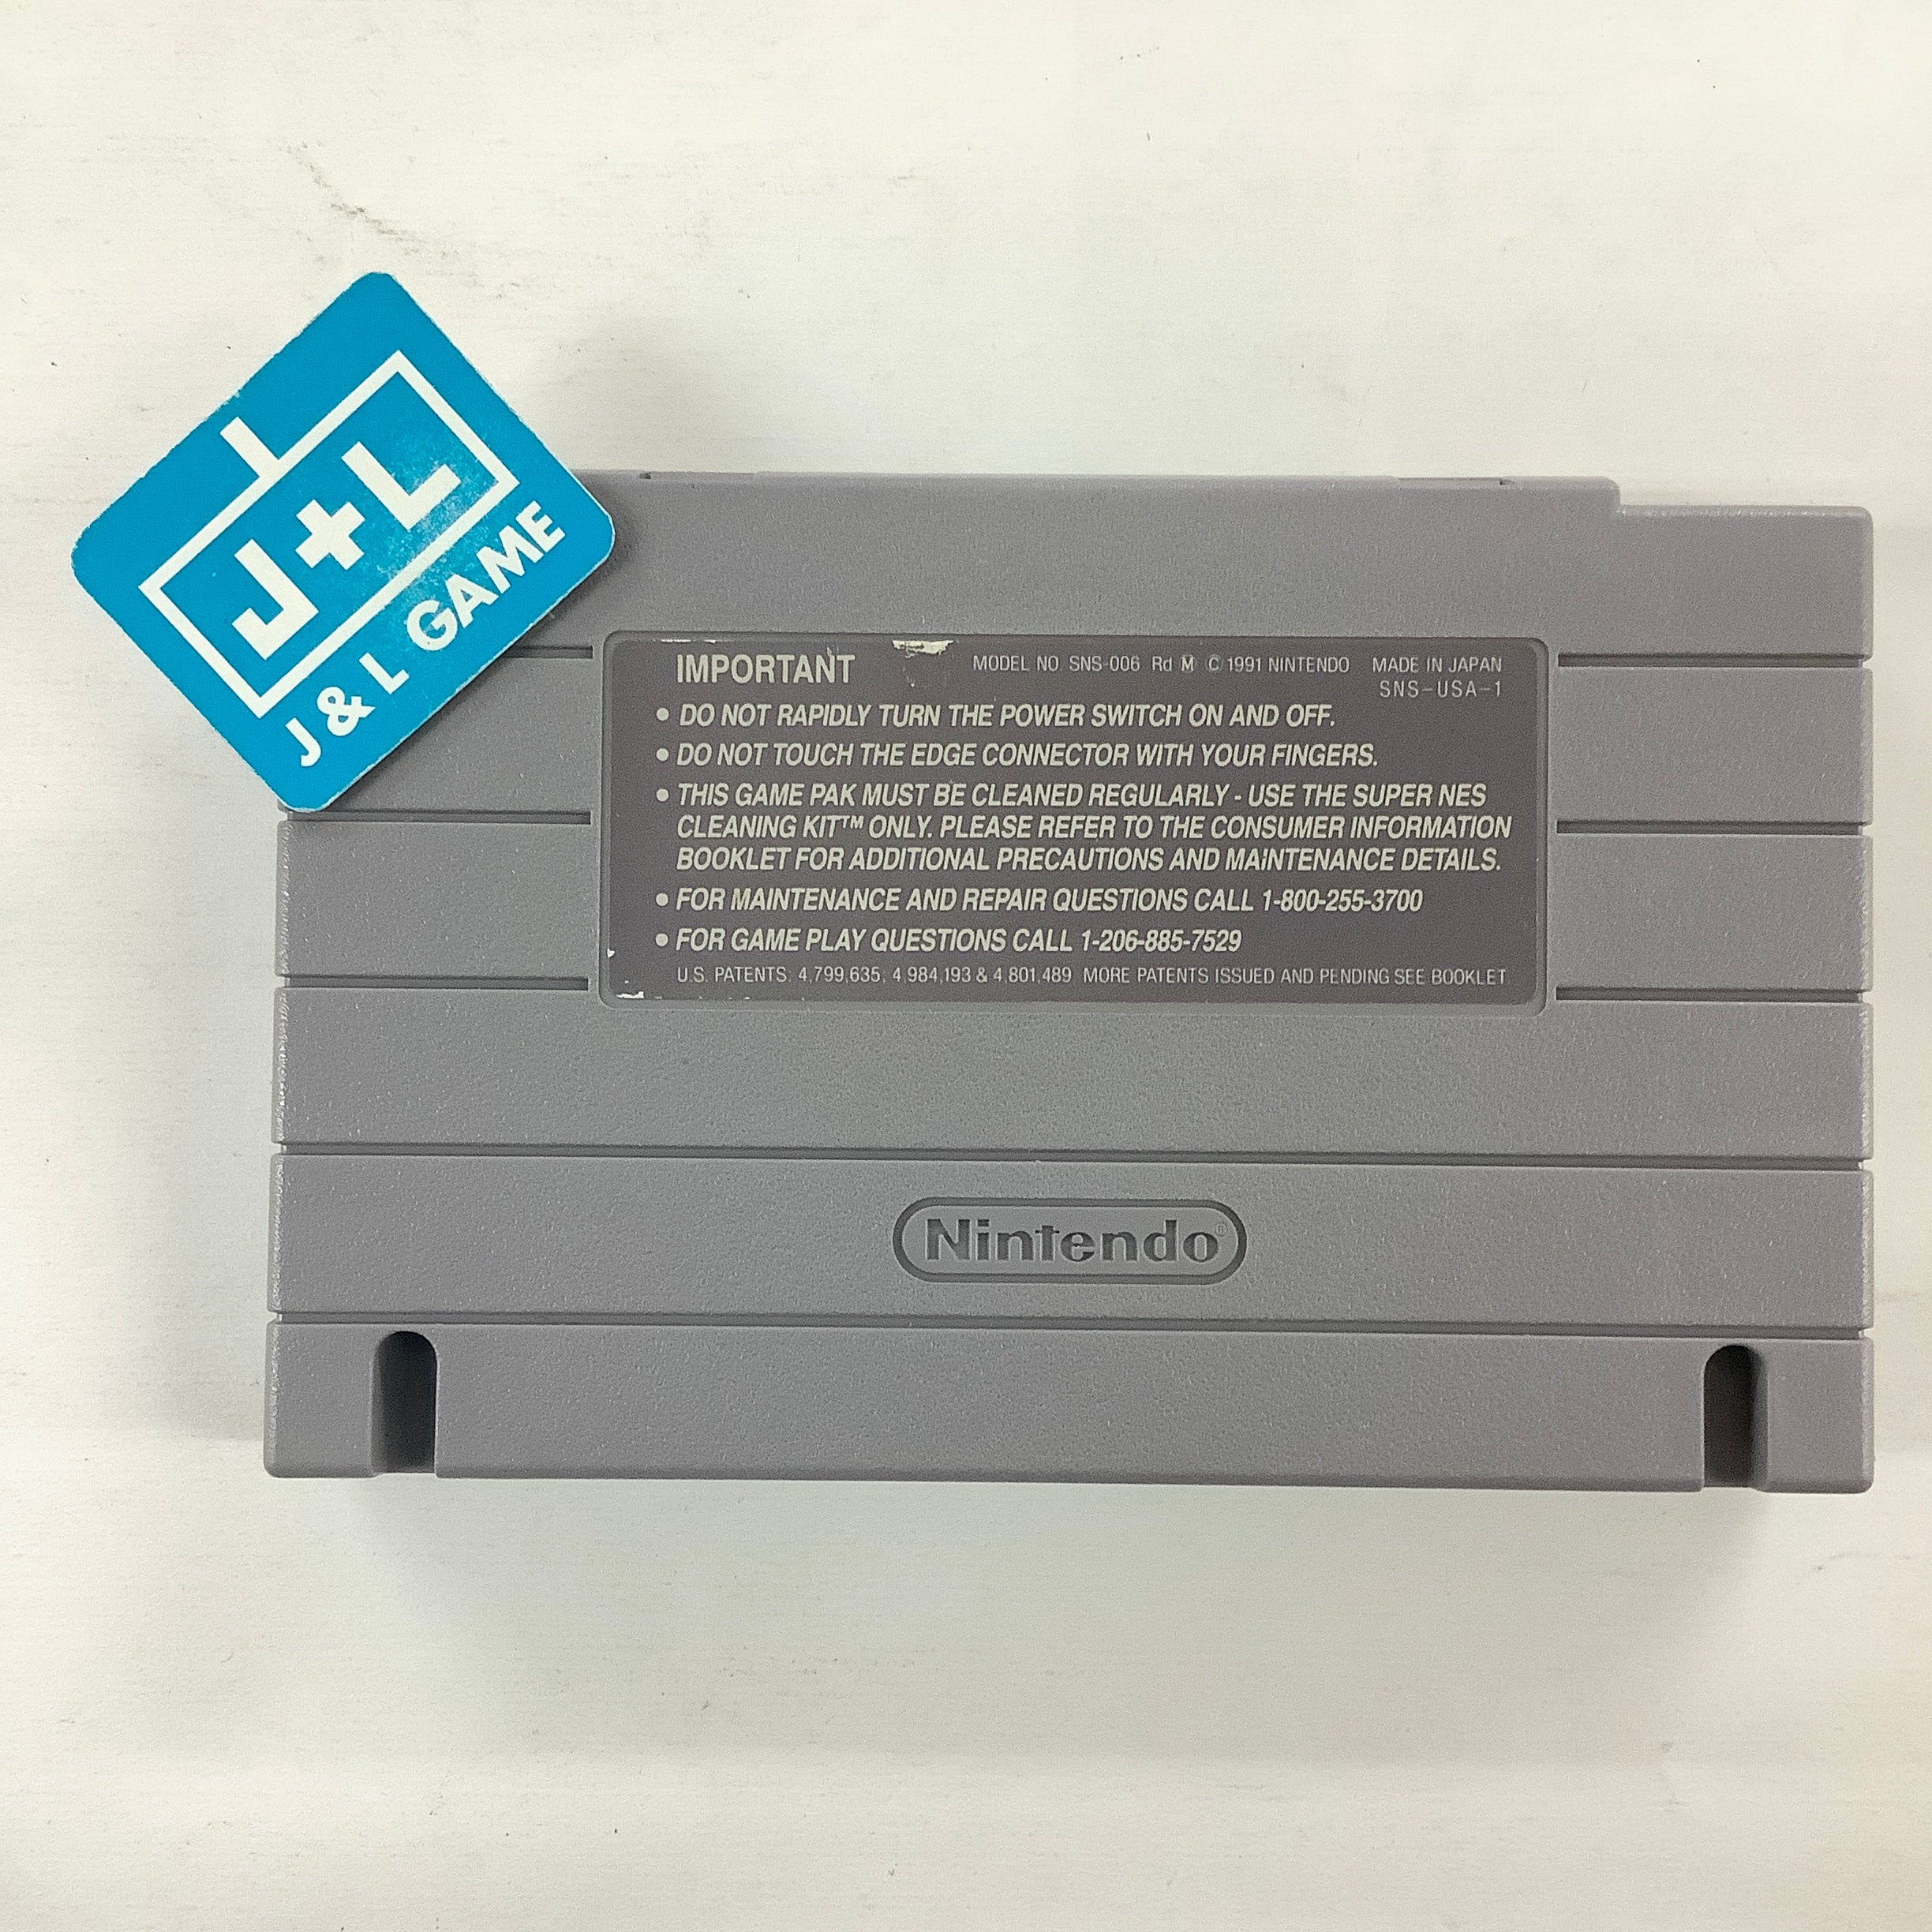 J+L
J & L GAME
IMPORTANT MODEL NO SNS-006 Rd Ⓜ © 1991 NINTENDO MADE IN JAPAN
SNS-USA-1
• DO NOT RAPIDLY TURN THE POWER SWITCH ON AND OFF.
• DO NOT TOUCH THE EDGE CONNECTOR WITH YOUR FINGERS.
• THIS GAME PAK MUST BE CLEANED REGULARLY - USE THE SUPER NES
CLEANING KIT™ ONLY. PLEASE REFER TO THE CONSUMER INFORMATION
BOOKLET FOR ADDITIONAL PRECAUTIONS AND MAINTENANCE DETAILS.
• FOR MAINTENANCE AND REPAIR QUESTIONS CALL 1-800-255-3700
• FOR GAME PLAY QUESTIONS CALL 1-206-885-7529
U.S. PATENTS: 4,799,635; 4,984,193 & 4,801,489 MORE PATENTS ISSUED AND PENDING SEE BOOKLET
Nintendo®